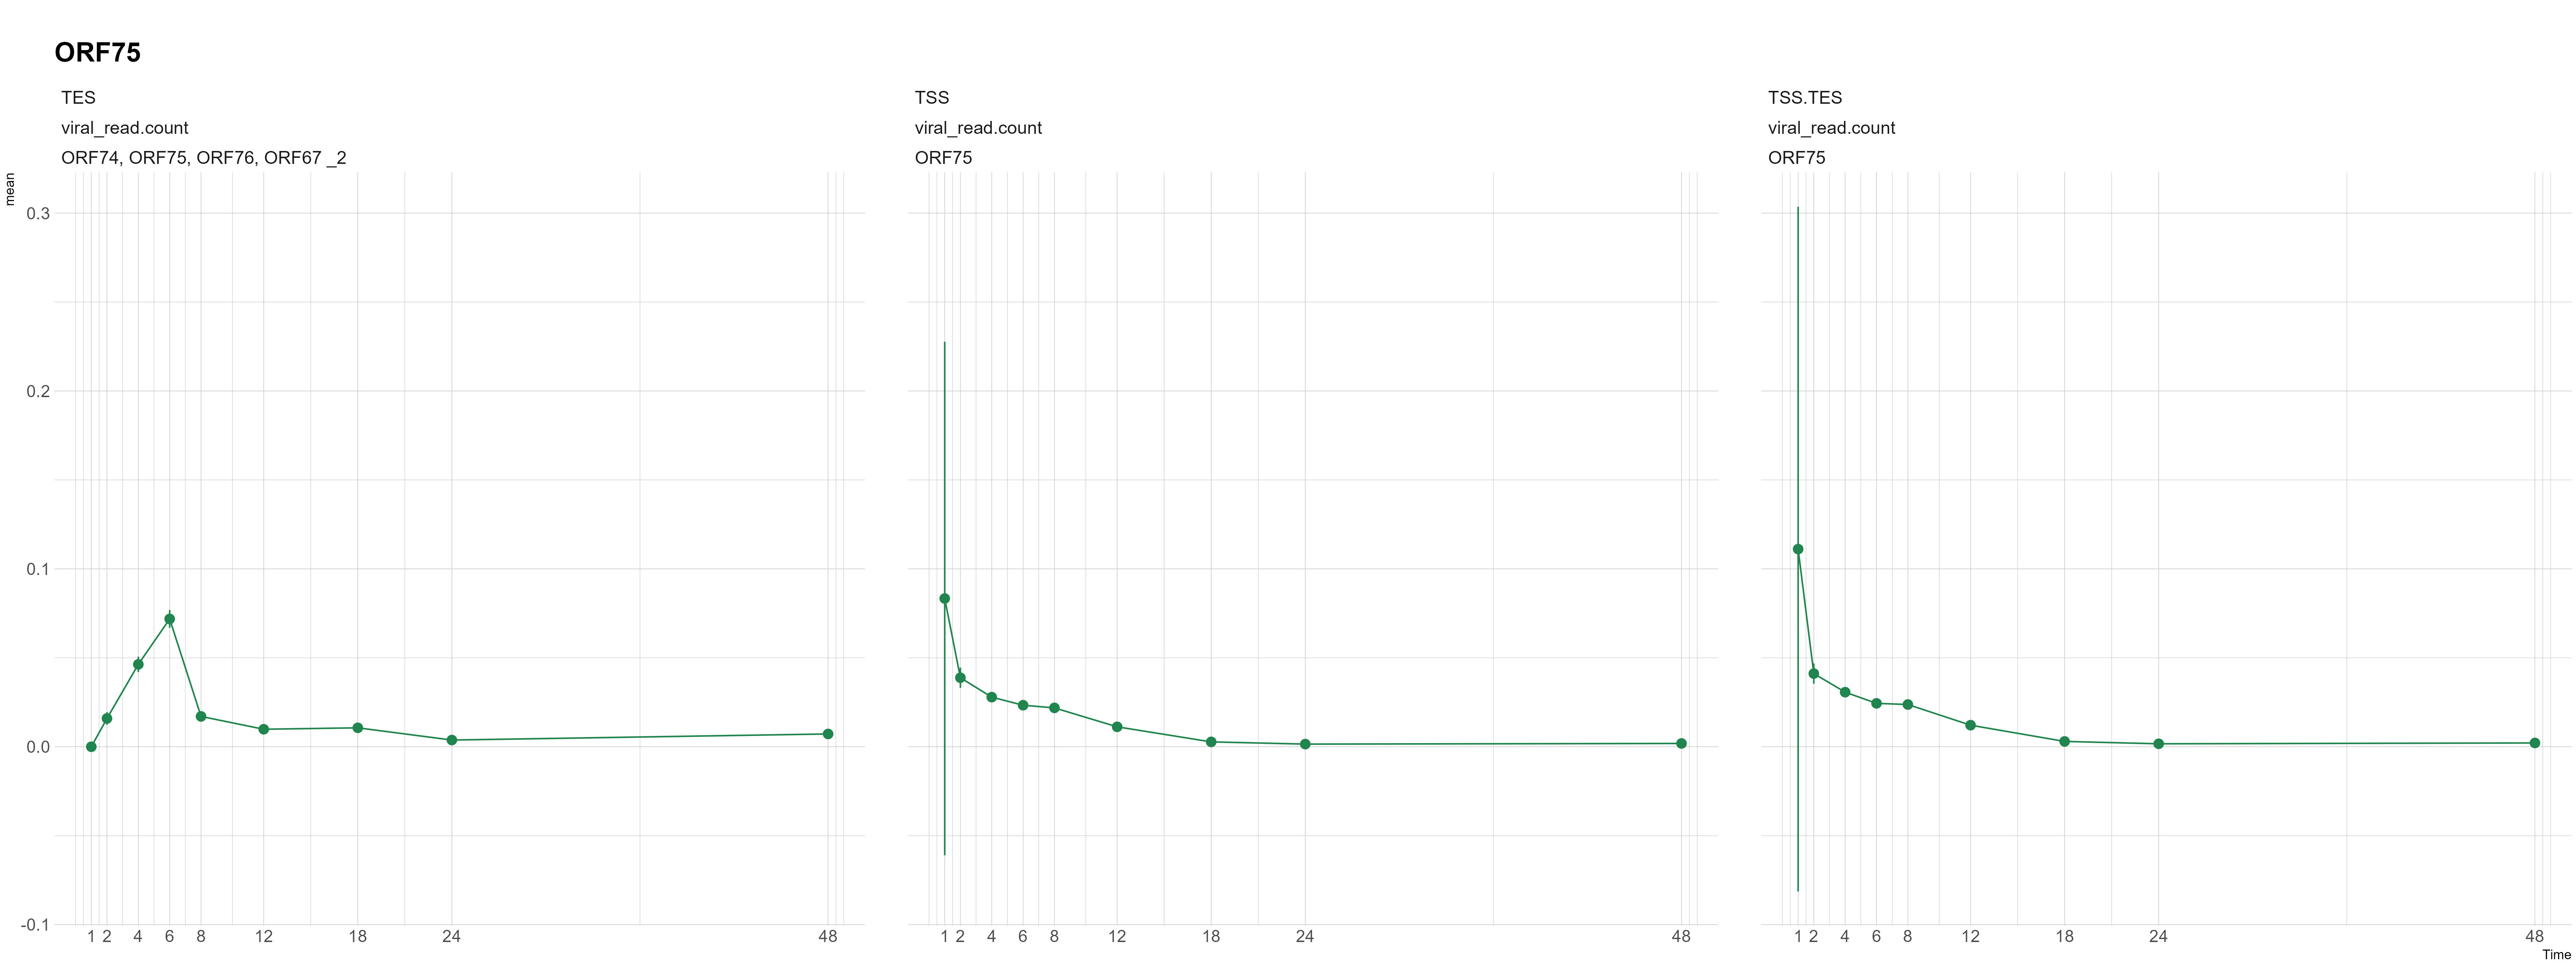 ORF75
TES
viral_read.count
ORF74, ORF75, ORF76, ORF67 _2
TSS
viral_read.count
ORF75
TSS.TES
viral_read.count
ORF75
mean
0.3
0.2
0.1
0.0
-0.1
1 2 4 6 8 12 18 24 48
1 2 4 6 8 12 18 24 48
1 2 4 6 8 12 18 24 48
Time